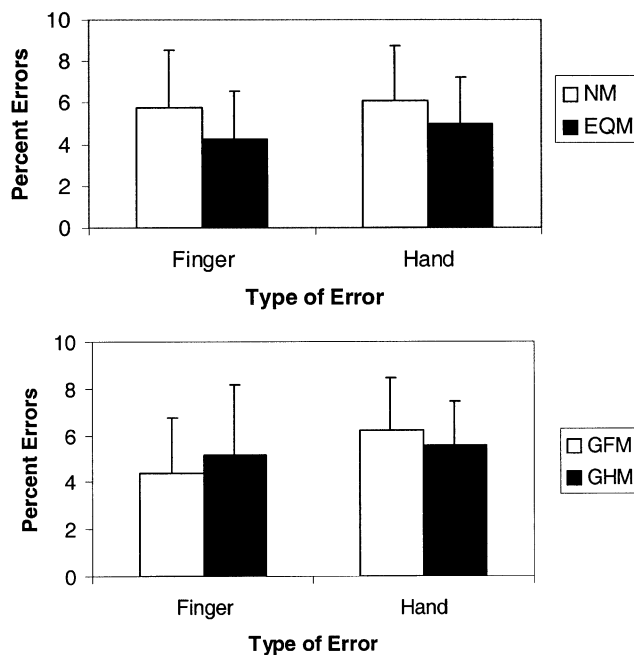 10
8
6
4
2
0
Percent Errors
Finger
Hand
Type of Error
NM
EQM
10
8
6
4
2
0
Percent Errors
Finger
Hand
Type of Error
GFM
GHM